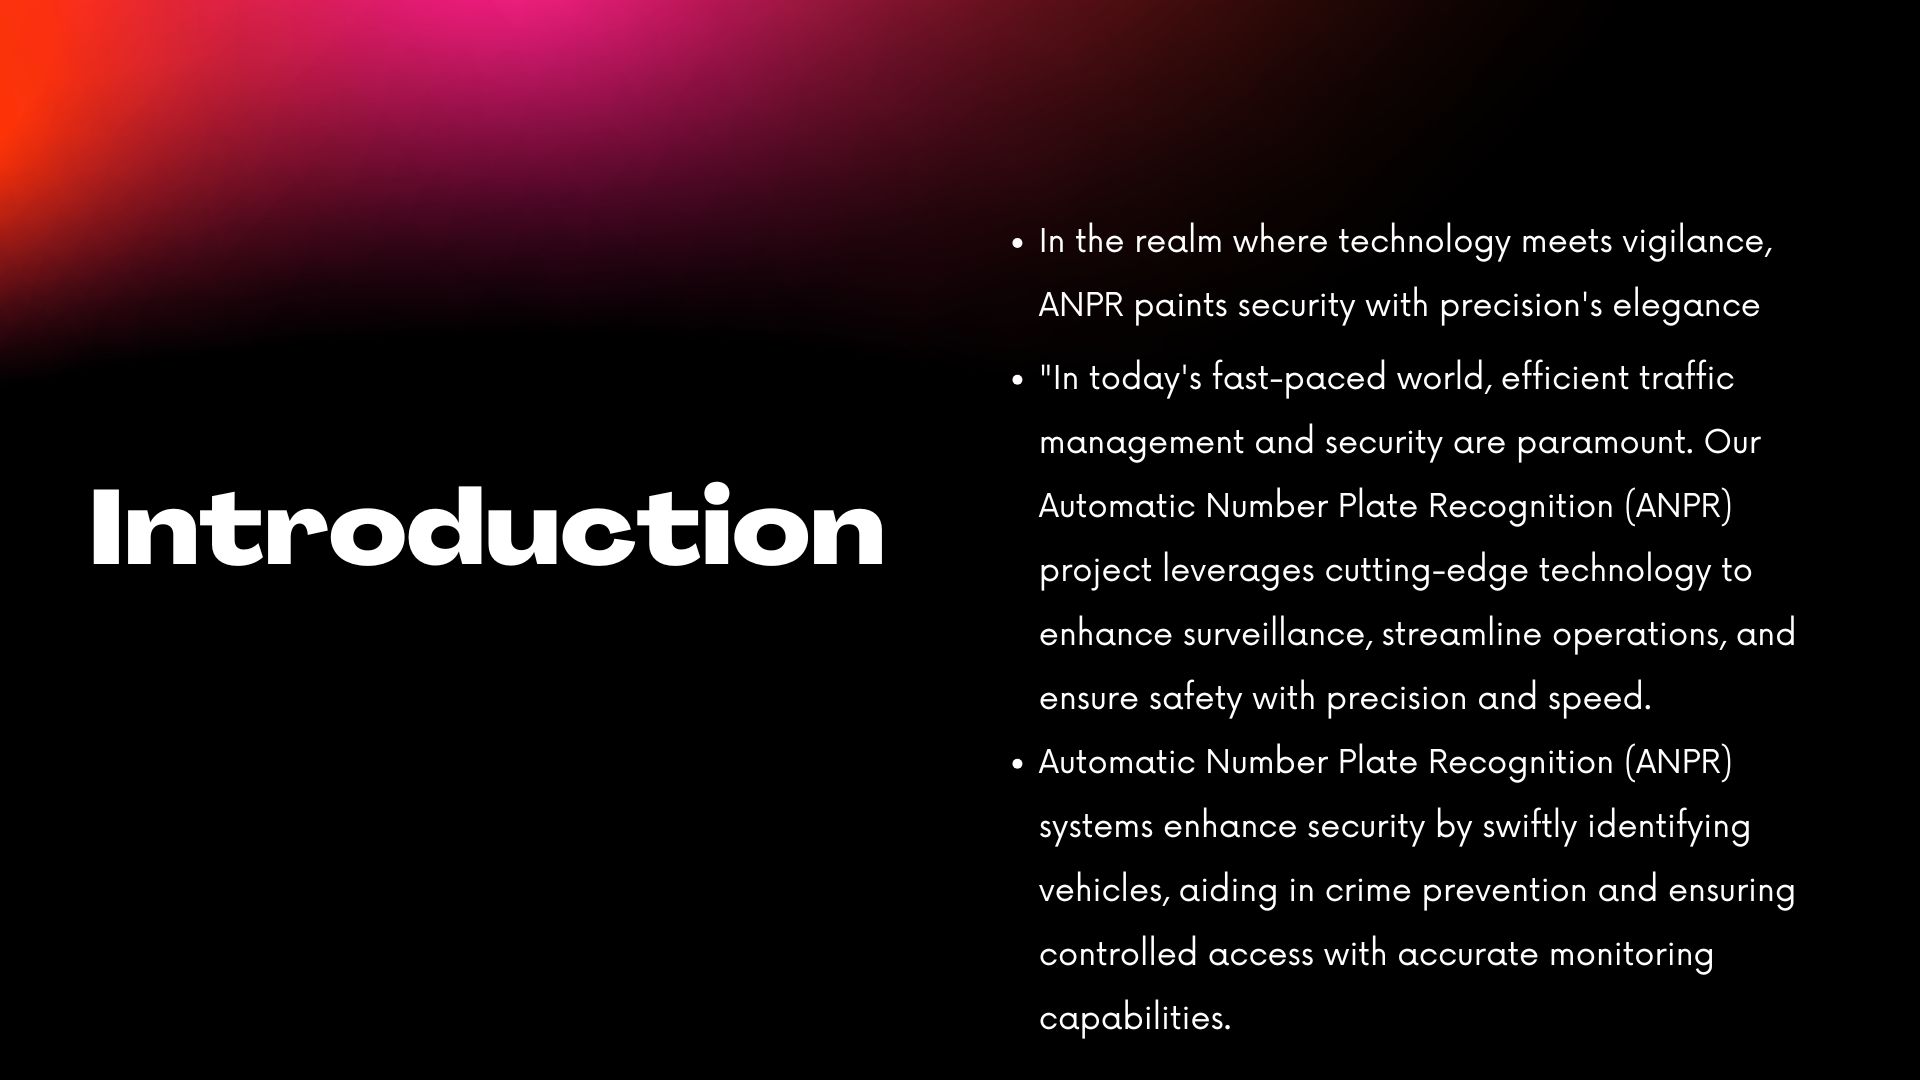 Introduction
• In the realm where technology meets vigilance,
ANPR paints security with precision's elegance
• "In today's fast-paced world, efficient traffic
management and security are paramount. Our
Automatic Number Plate Recognition (ANPR)
project leverages cutting-edge technology to
enhance surveillance, streamline operations, and
ensure safety with precision and speed.
• Automatic Number Plate Recognition (ANPR)
systems enhance security by swiftly identifying
vehicles, aiding in crime prevention and ensuring
controlled access with accurate monitoring
capabilities.